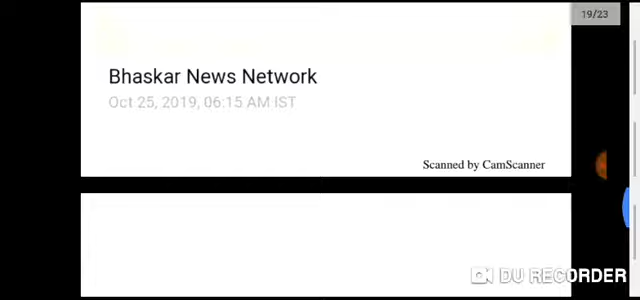 19/23
Bhaskar News Network
Oct 25, 2019, 06:15 AM IST
Scanned by CamScanner
DU RECORDER